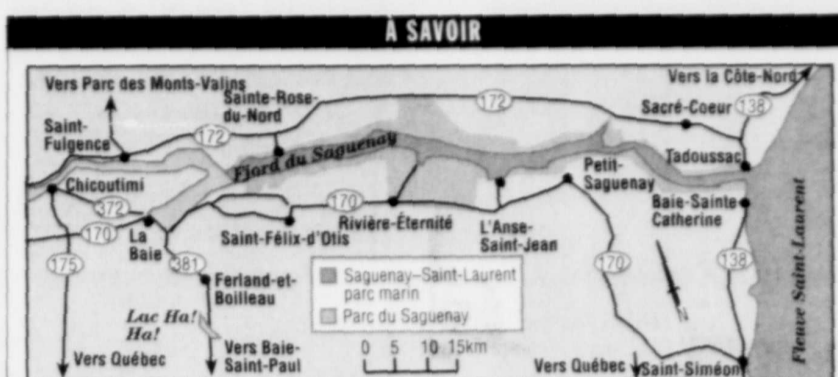 À SAVOIR
Vers Parc des Monts-Valins
Vers la Côte-Nord
Sainte-Rose-
du-Nord
172
Sacré-Coeur
138
Saint-
Fulgence
172
Fjord du Saguenay
Tadoussac
Petit-
Saguenay
Chicoutimi
372
170
Rivière-Éternité
Baie-Sainte
Catherine
170
La
Baie
Saint-Félix-d'Otis
L'Anse-
Saint-Jean
175
381
Ferland-et-
Boilleau
170
138
Fleuve Saint-Laurent
Saguenay–Saint-Laurent
parc marin
Parc du Saguenay
N
Lac Ha!
Ha!
0 5 10 15km
Vers Québec
Vers Baie-
Saint-Paul
Vers Québec
Saint-Siméon